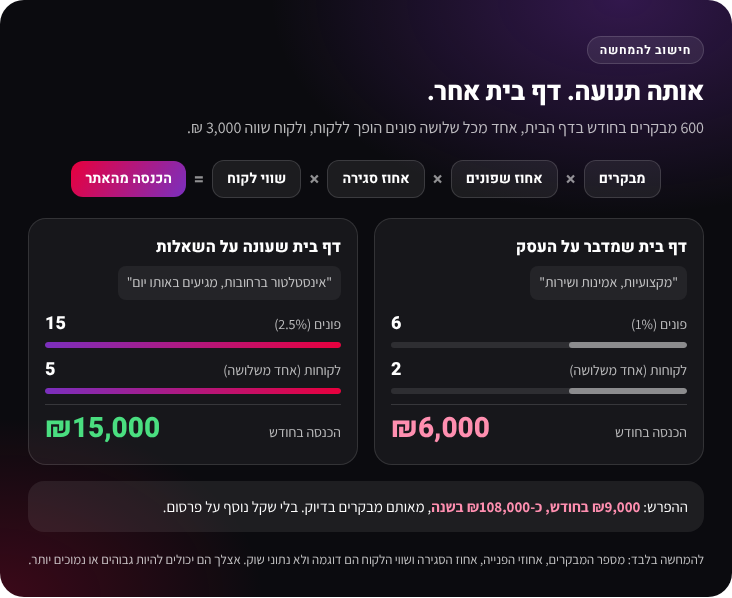 חישוב להמחשה
אותה תנועה. דף בית אחר.
600 מבקרים בחודש בדף הבית, אחד מכל שלושה פונים הופך ללקוח, ולקוח שווה 3,000 ₪.
מבקרים × אחוז שפונים × אחוז סגירה × שווי לקוח = הכנסה מהאתר
דף בית שמדבר על העסק
"מקצועיות, אמינות ושירות"
פונים (1%) 6
לקוחות (אחד משלושה) 2
הכנסה בחודש ₪6,000
דף בית שעונה על השאלות
"אינסטלטור ברחובות, מגיעים באותו יום"
פונים (2.5%) 15
לקוחות (אחד משלושה) 5
הכנסה בחודש ₪15,000
ההפרש: ₪9,000 בחודש, כ-₪108,000 בשנה, מאותם מבקרים בדיוק. בלי שקל נוסף על פרסום.
להמחשה בלבד: מספר המבקרים, אחוזי הפנייה, אחוז הסגירה ושווי הלקוח הם דוגמה ולא נתוני שוק. אצלך הם יכולים להיות גבוהים או נמוכים יותר.